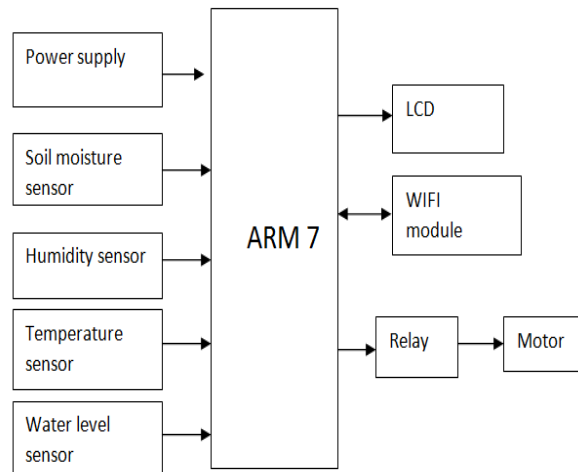 Power supply
Soil moisture
sensor
Humidity sensor
Temperature
sensor
Water level
sensor
ARM 7
LCD
WIFI
module
Relay
Motor